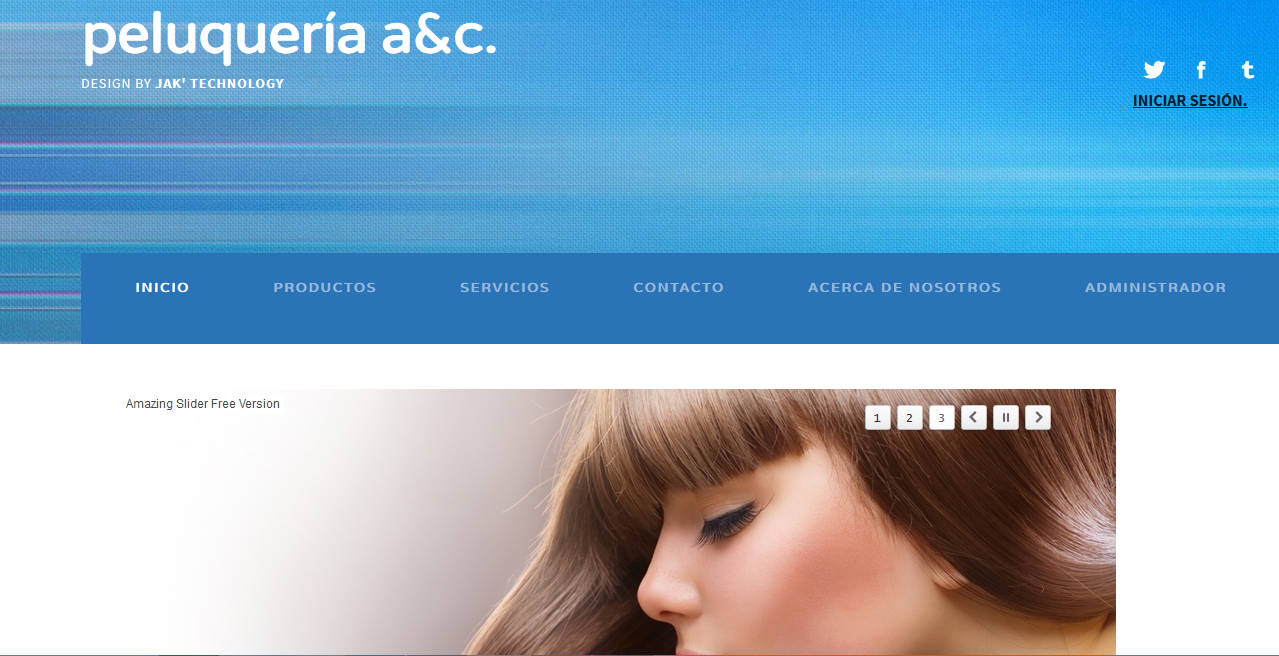 peluquería a&c.
DESIGN BY JAK' TECHNOLOGY
INICIAR SESIÓN.
INICIO PRODUCTOS SERVICIOS CONTACTO ACERCA DE NOSOTROS ADMINISTRADOR
Amazing Slider Free Version
1 2 3